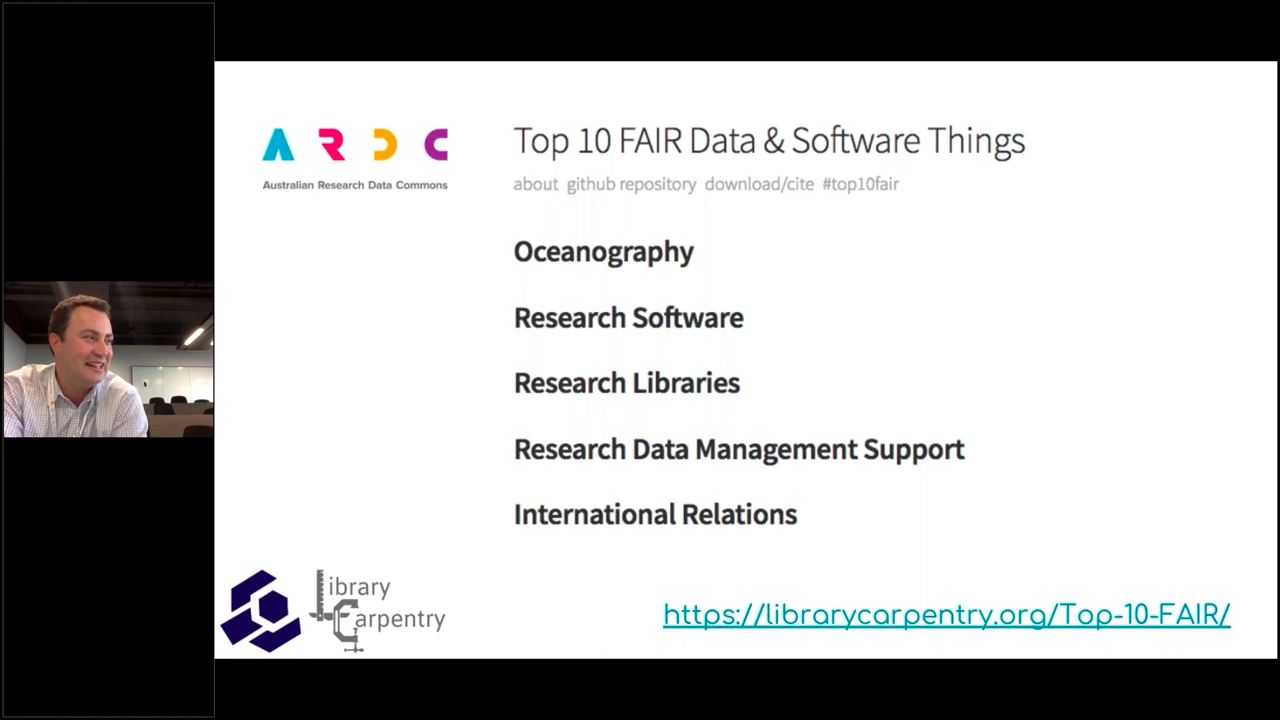 A R D C
Australian Research Data Commons
Top 10 FAIR Data & Software Things
about github repository download/cite #top10fair
Oceanography
Research Software
Research Libraries
Research Data Management Support
International Relations
Library
Carpentry
https://librarycarpentry.org/Top-10-FAIR/